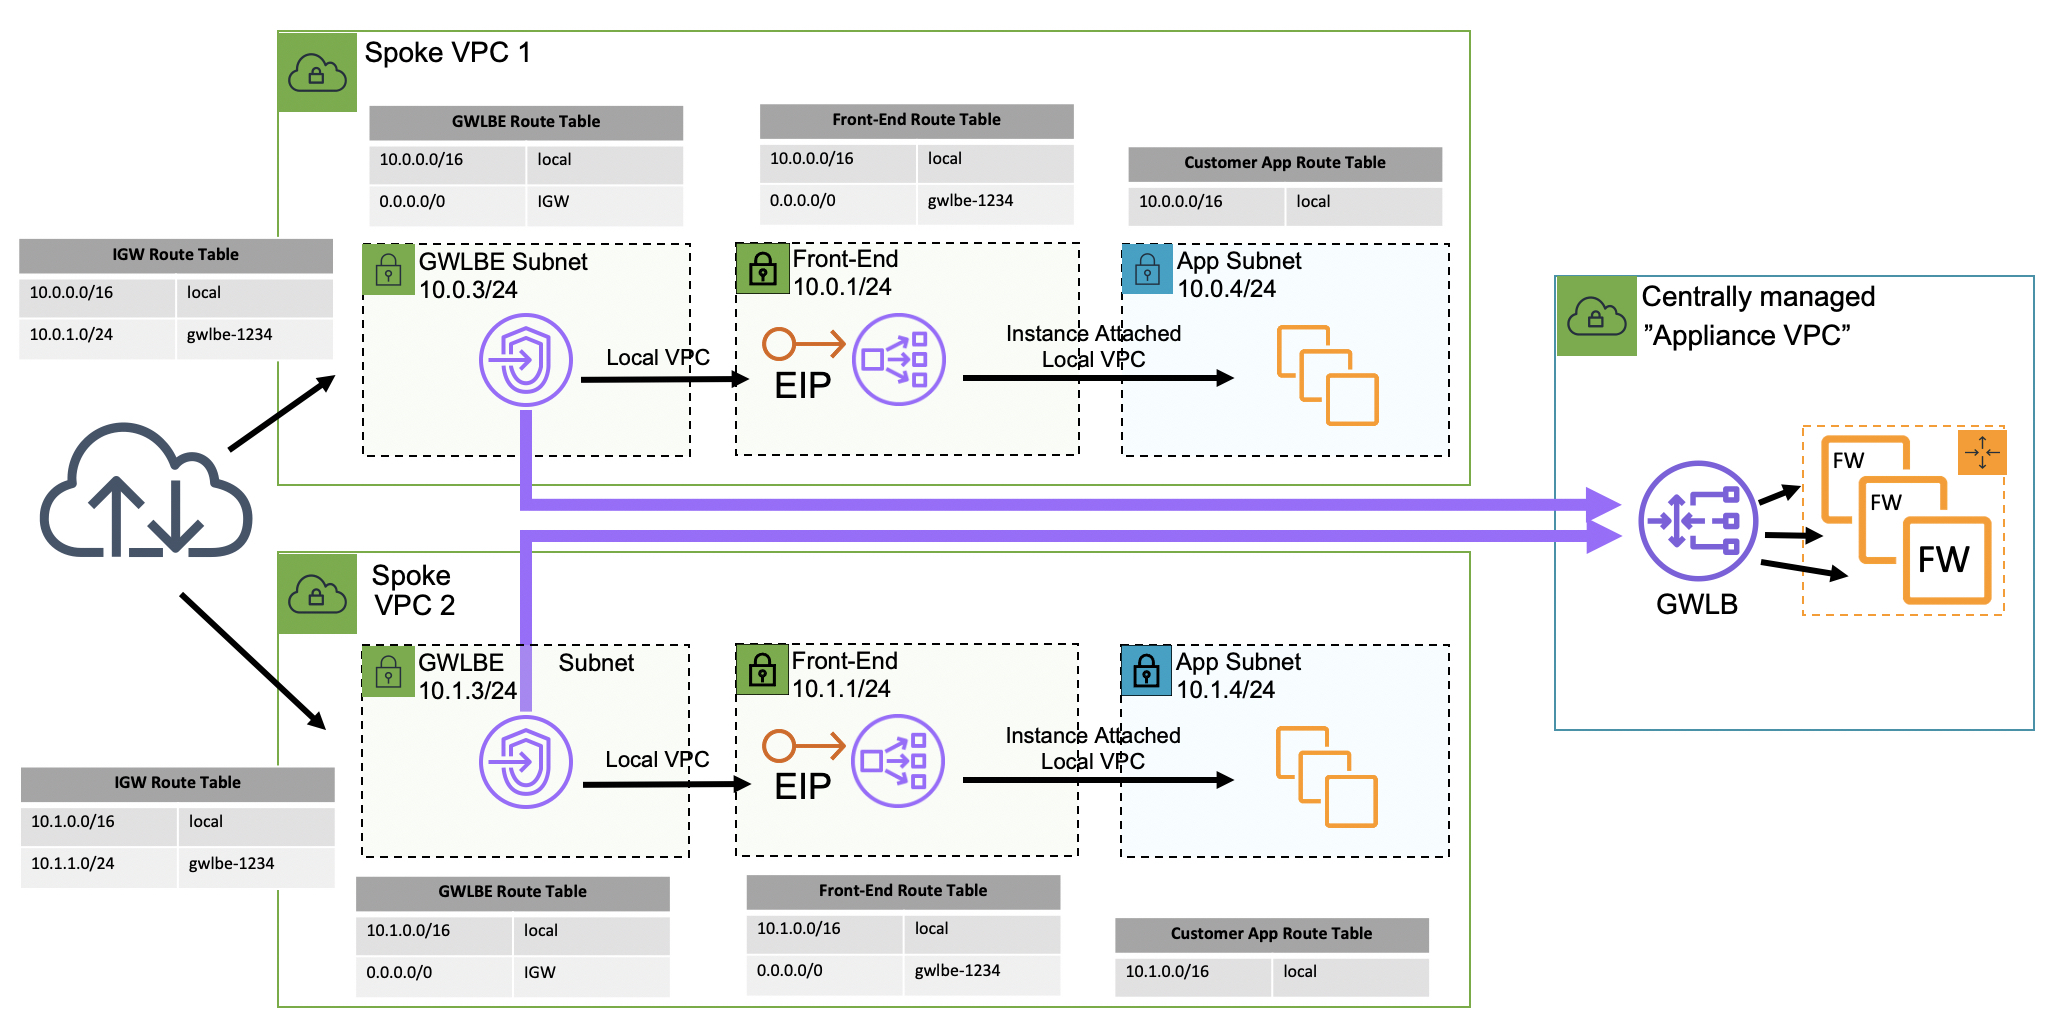 Spoke VPC 1
GWLBE Route Table
10.0.0.0/16 local
0.0.0.0/0 IGW
Front-End Route Table
10.0.0.0/16 local
0.0.0.0/0 gwlbe-1234
Customer App Route Table
10.0.0.0/16 local
IGW Route Table
10.0.0.0/16 local
10.0.1.0/24 gwlbe-1234
GWLBE Subnet
10.0.3/24
Local VPC
Front-End
10.0.1/24
EIP
Instance Attached
Local VPC
App Subnet
10.0.4/24
Centrally managed
”Appliance VPC”
FW
FW
FW
GWLB
Spoke
VPC 2
GWLBE Subnet
10.1.3/24
Local VPC
Front-End
10.1.1/24
EIP
Instance Attached
Local VPC
App Subnet
10.1.4/24
IGW Route Table
10.1.0.0/16 local
10.1.1.0/24 gwlbe-1234
GWLBE Route Table
10.1.0.0/16 local
0.0.0.0/0 IGW
Front-End Route Table
10.1.0.0/16 local
0.0.0.0/0 gwlbe-1234
Customer App Route Table
10.1.0.0/16 local